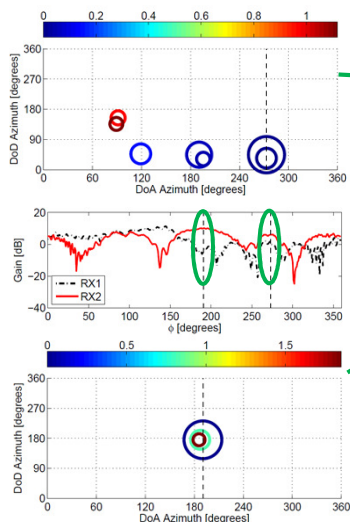 0 0.2 0.4 0.6 0.8 1
360
270
180
90
0
DoD Azimuth [degrees]
60 120 180 240 300 360
DoA Azimuth [degrees]
20
0
-20
-40
Gain [dB]
RX1
RX2
0 50 100 150 200 250 300 350
ϕ [degrees]
0 0.5 1 1.5
360
270
180
90
0
DoD Azimuth [degrees]
60 120 180 240 300 360
DoA Azimuth [degrees]